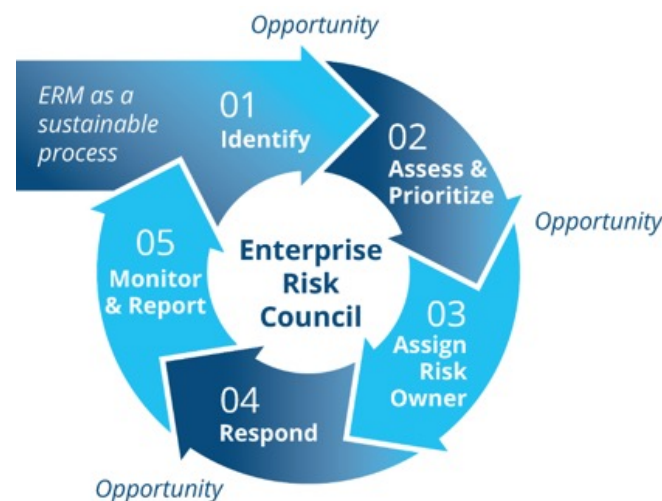 Opportunity
ERM as a
sustainable
process
01
Identify
02
Assess &
Prioritize
Opportunity
03
Assign
Risk
Owner
04
Respond
Opportunity
05
Monitor
& Report
Enterprise
Risk
Council